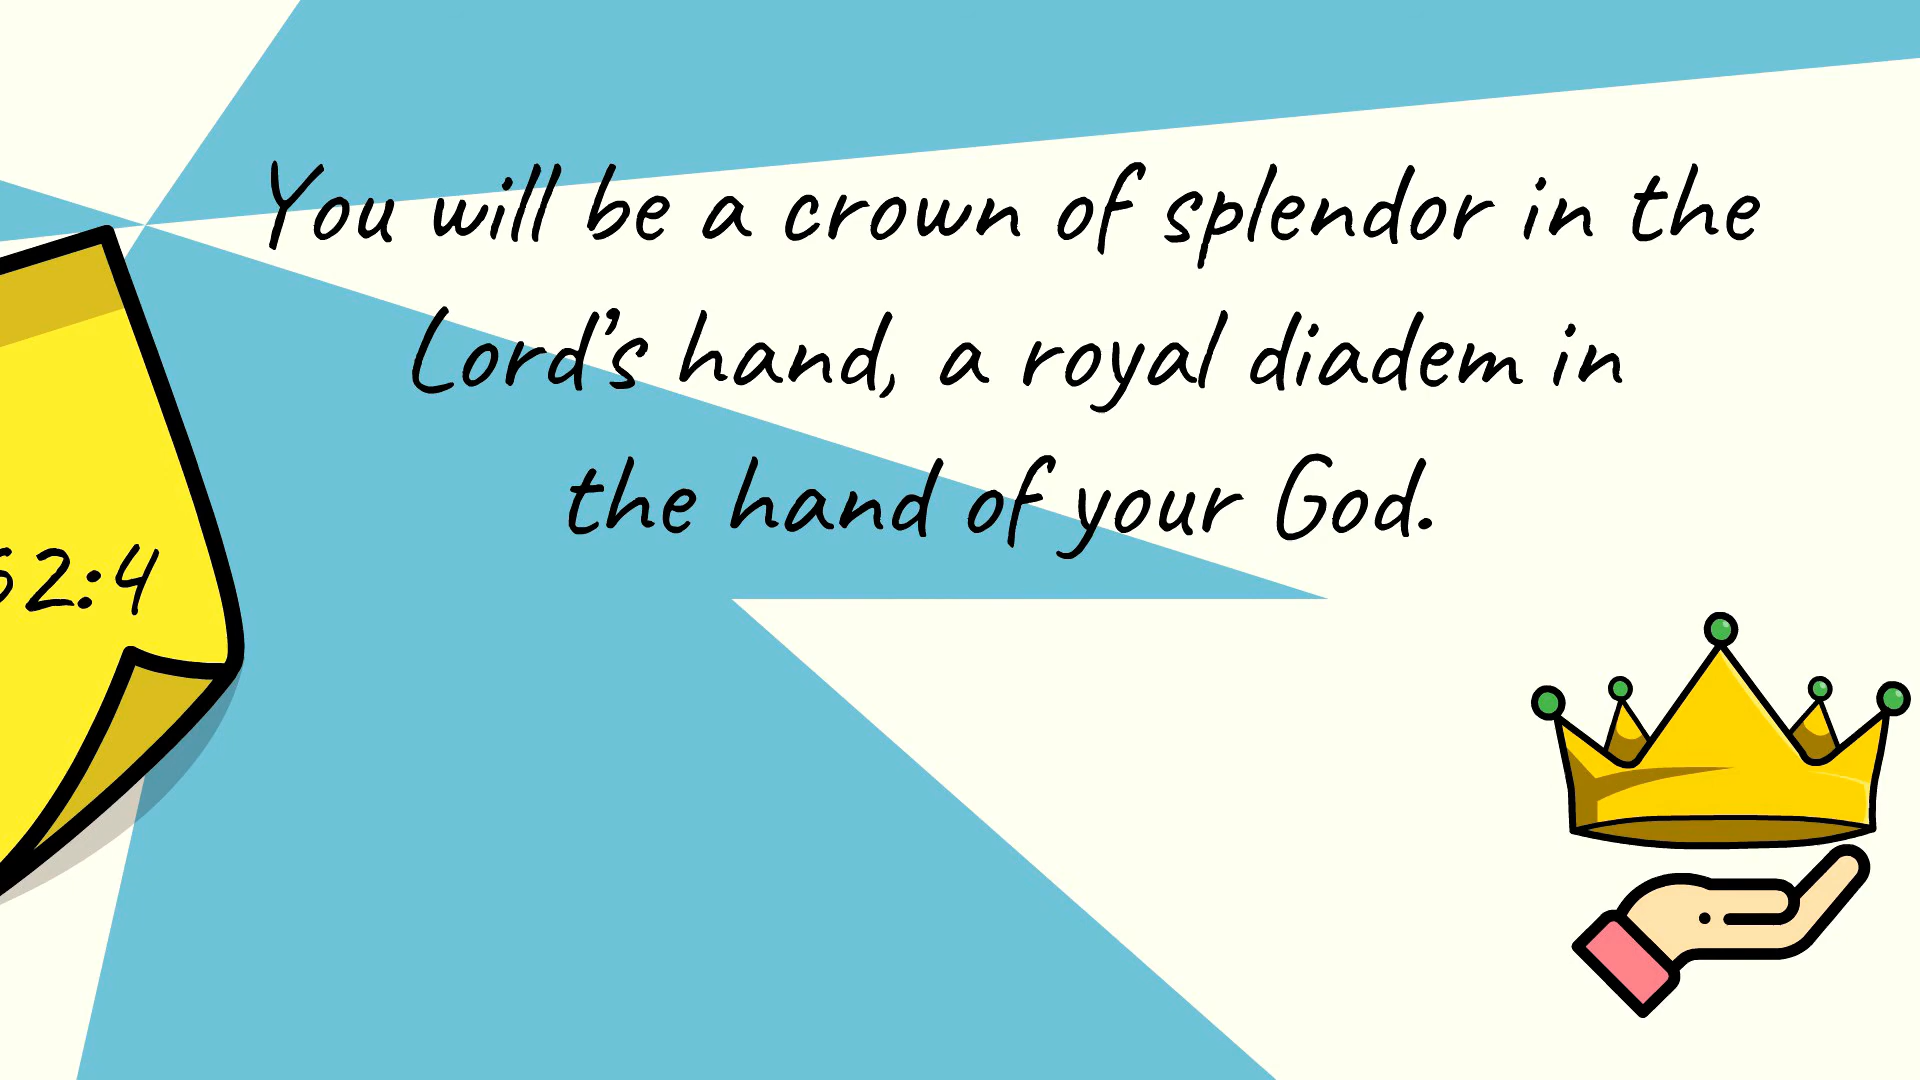 You will be a crown of splendor in the
Lord’s hand, a royal diadem in
the hand of your God.
2:4